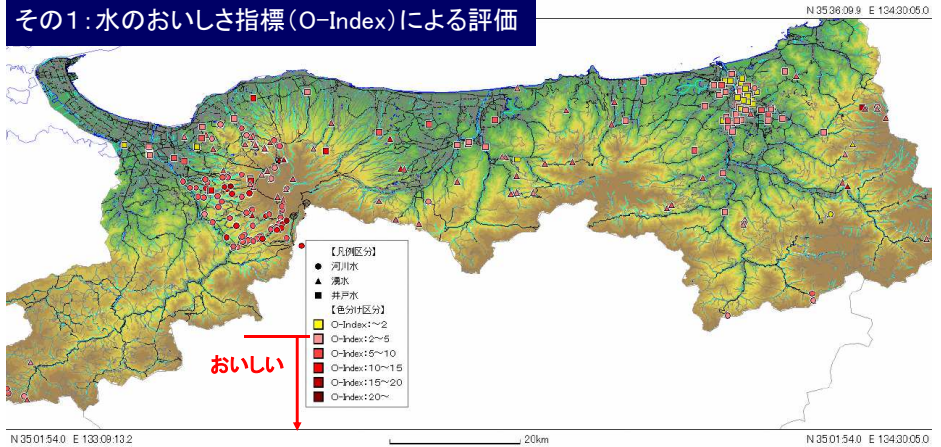 その1:水のおいしさ指標(O-Index)による評価
N 35 36:09.9 E 134:30:05.0
【凡例区分】
河川水
湧水
井戸水
【色分け区分】
O-Index:~2
O-Index:2~5
O-Index:5~10
O-Index:10~15
O-Index:15~20
O-Index:20~
おいしい
N 35:01:54.0 E 133:09:13.2
20km
N 35:01:54.0 E 134:30:05.0